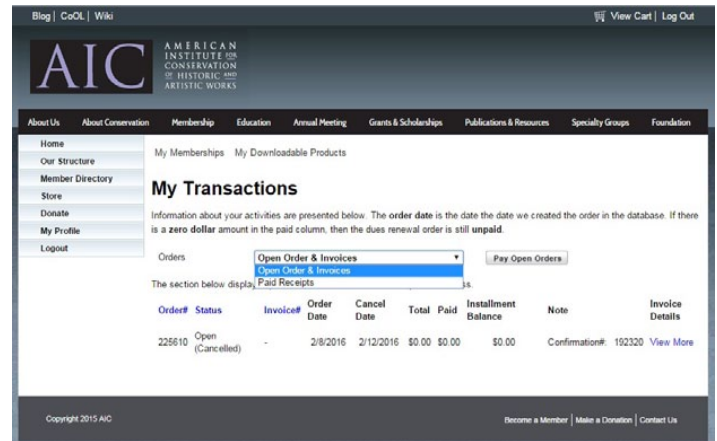 Blog | CoOL | Wiki
View Cart | Log Out
AIC
AMERICAN
INSTITUTE FOR
CONSERVATION
OF HISTORIC AND
ARTISTIC WORKS
About Us About Conservation Membership Education Annual Meeting Grants & Scholarships Publications & Resources Specialty Groups Foundation
Home
Our Structure
Member Directory
Store
Donate
My Profile
Logout
My Memberships My Downloadable Products
My Transactions
Information about your activities are presented below. The order date is the date the date we created the order in the database. If there
is a zero dollar amount in the paid column, then the dues renewal order is still unpaid.
Orders Open Order & Invoices Pay Open Orders
Open Order & Invoices
Paid Receipts
The section below display ss.
Order# Status Invoice# Order Date Cancel Date Total Paid Installment Balance Note Invoice Details
225610 Open (Cancelled) - 2/8/2016 2/12/2016 $0.00 $0.00 $0.00 Confirmation#: 192320 View More
Copyright 2015 AIC
Become a Member | Make a Donation | Contact Us